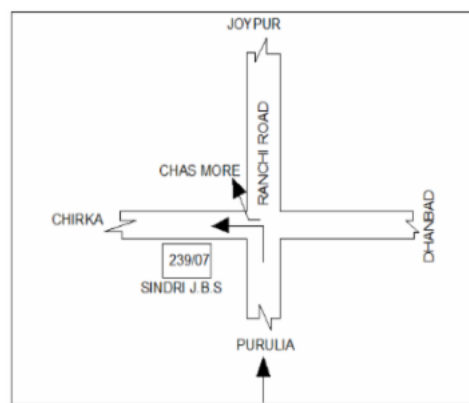 JOYPUR
RANCHI ROAD
CHAS MORE
CHIRKA
DHANBAD
239/07
SINDRI J.B.S
PURULIA